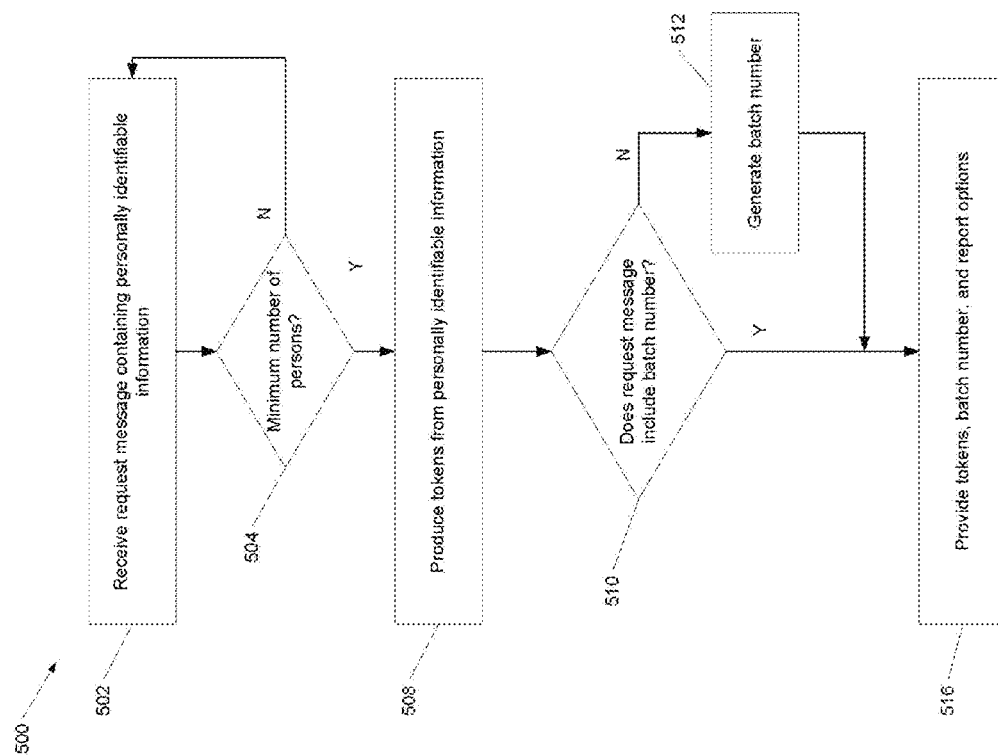 500
502
Receive request message containing personally identifiable
information
504
Minimum number of
persons?
N
Y
508
Produce tokens from personally identifiable information
510
Does request message
include batch number?
N
Y
512
Generate batch number
516
Provide tokens, batch number, and report options